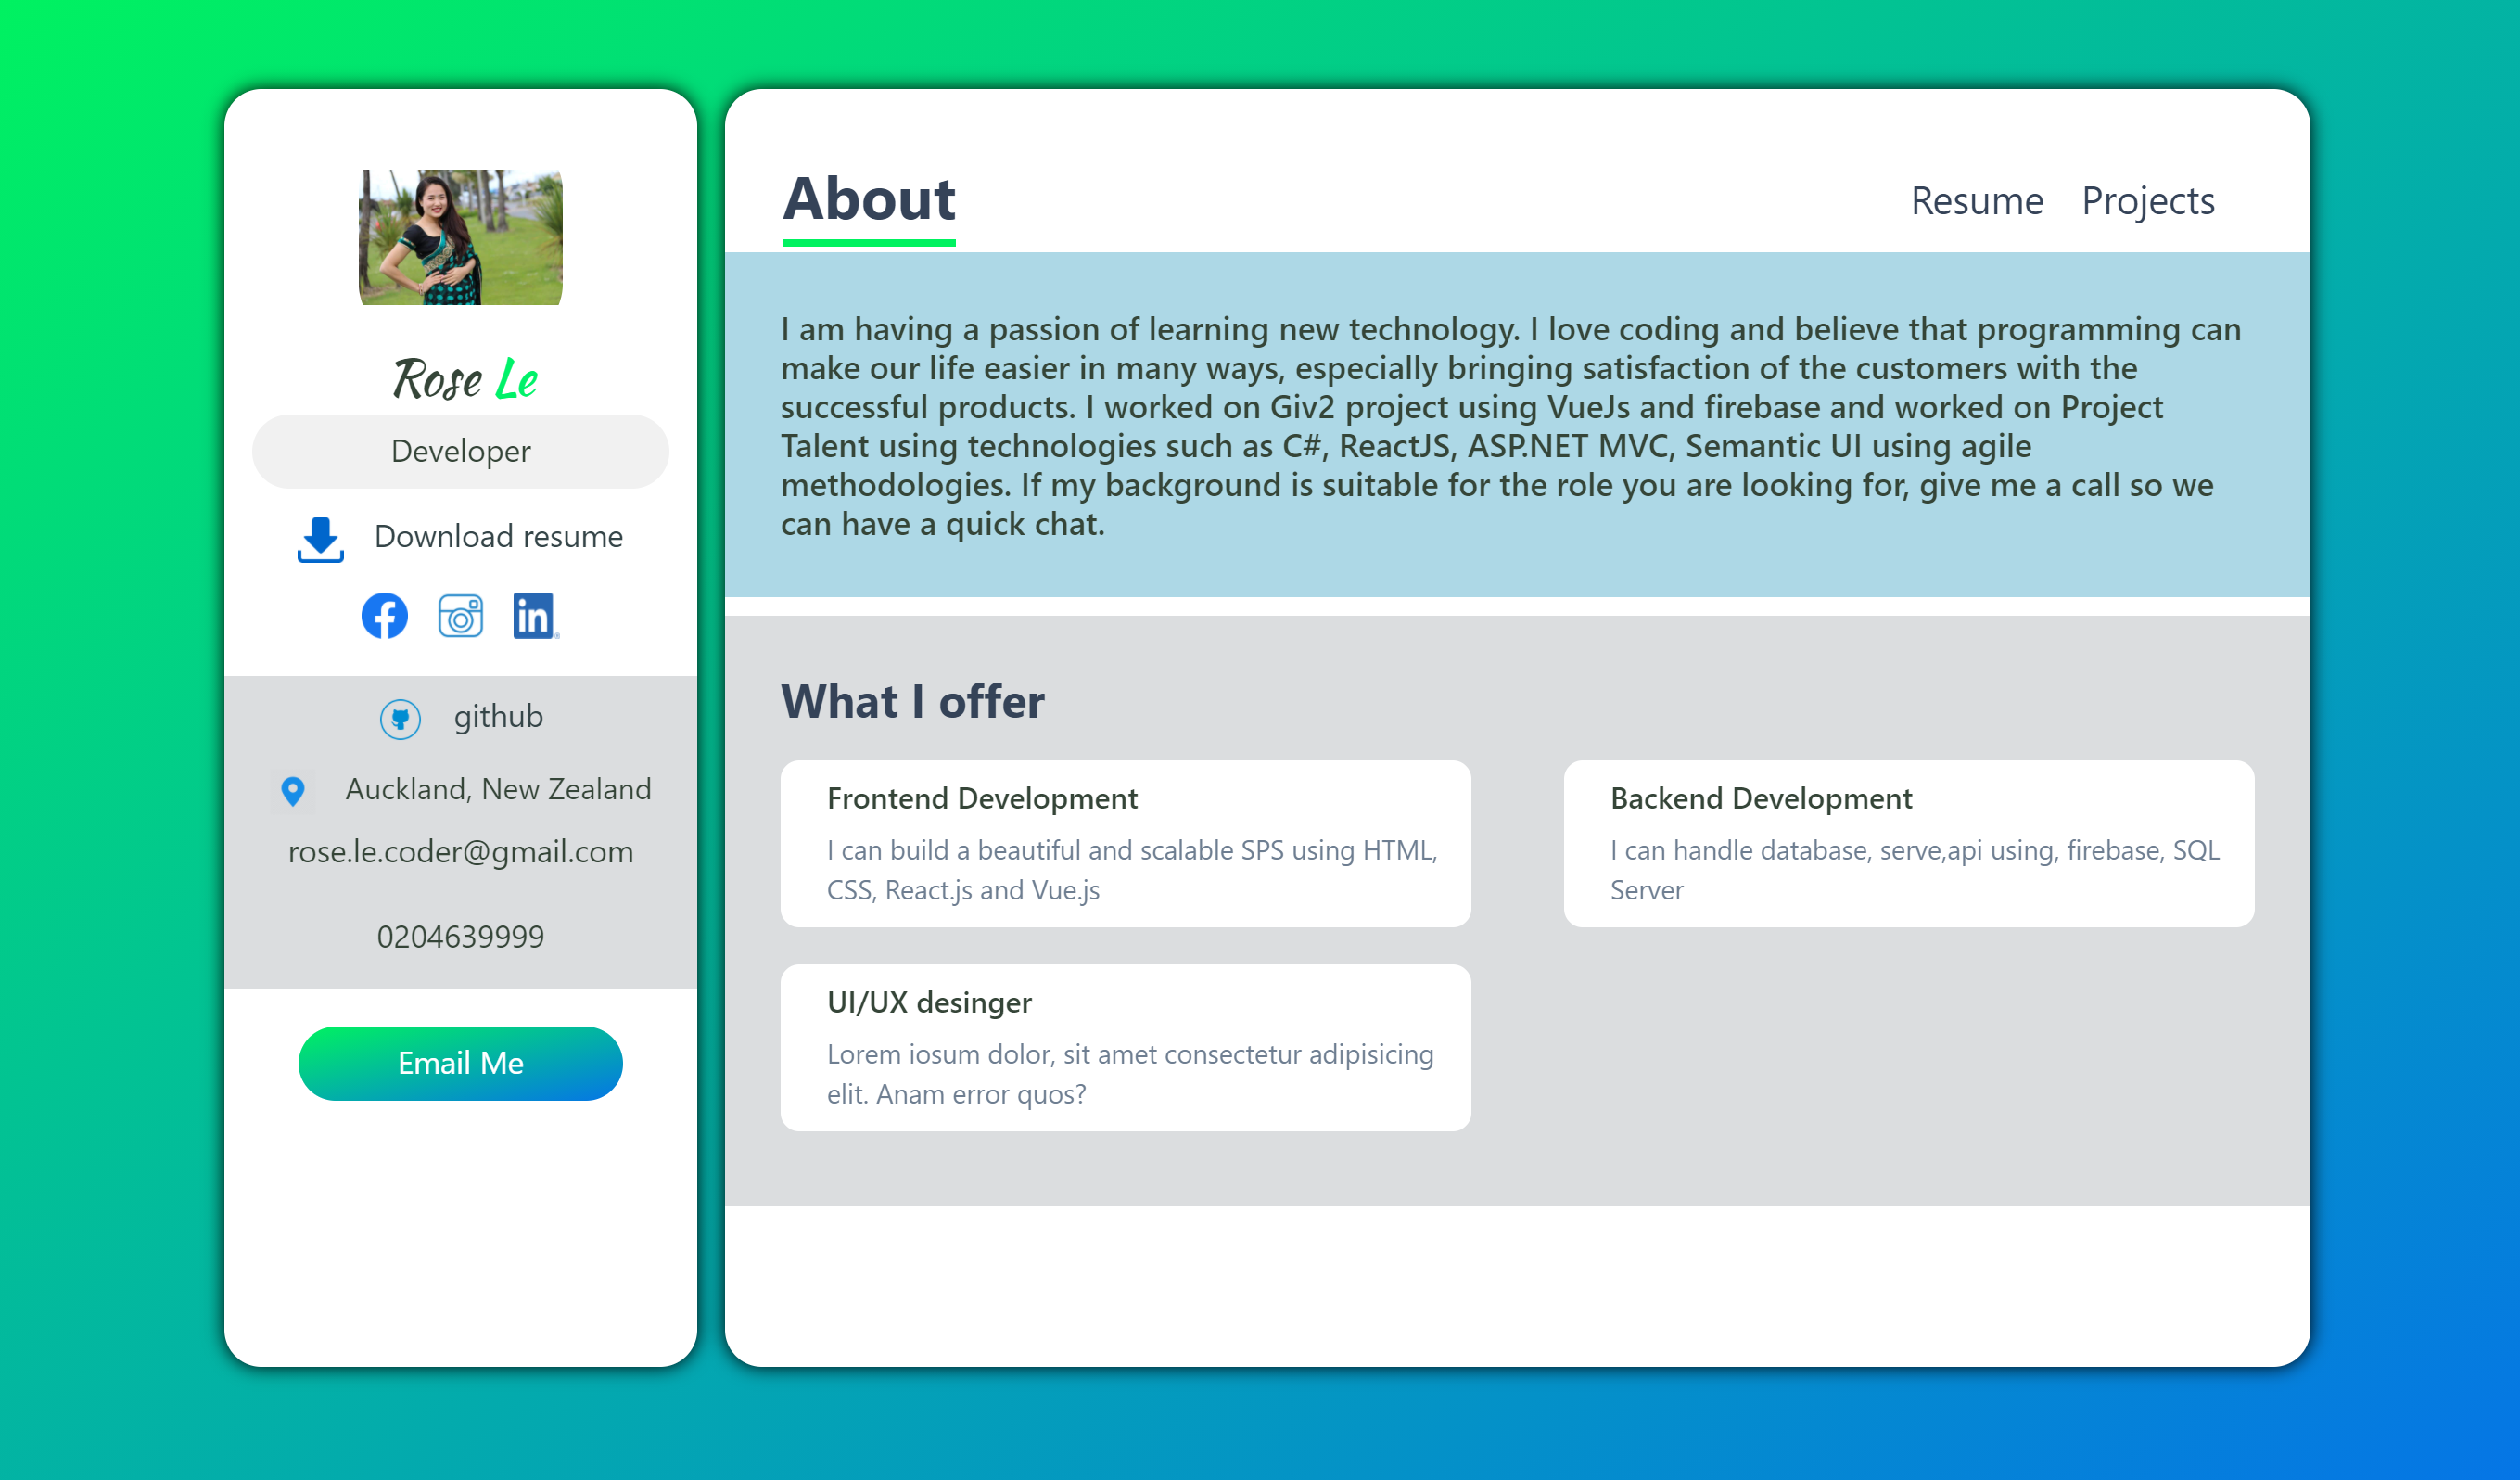 Rose Le
Developer
Download resume
in
github
Auckland, New Zealand
rose.le.coder@gmail.com
0204639999
Email Me
About
Resume Projects
I am having a passion of learning new technology. I love coding and believe that programming can
make our life easier in many ways, especially bringing satisfaction of the customers with the
successful products. I worked on Giv2 project using VueJs and firebase and worked on Project
Talent using technologies such as C#, ReactJS, ASP.NET MVC, Semantic UI using agile
methodologies. If my background is suitable for the role you are looking for, give me a call so we
can have a quick chat.
What I offer
Frontend Development
I can build a beautiful and scalable SPS using HTML,
CSS, React.js and Vue.js
Backend Development
I can handle database, serve,api using, firebase, SQL
Server
UI/UX desinger
Lorem iosum dolor, sit amet consectetur adipisicing
elit. Anam error quos?